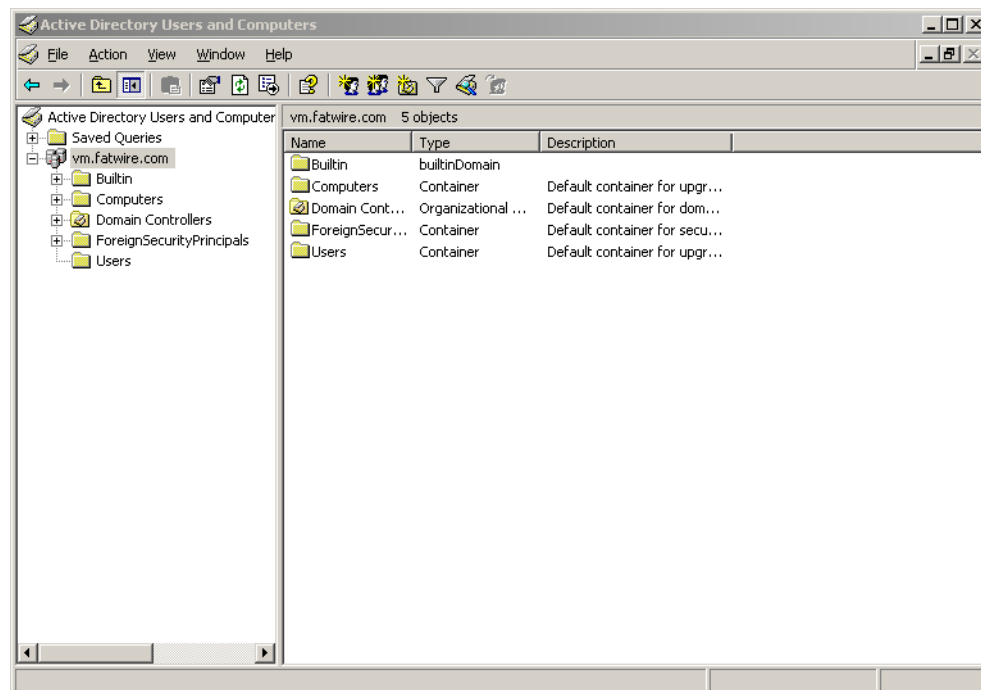 Active Directory Users and Computers
File Action View Window Help
Active Directory Users and Computer
Saved Queries
vm.fatwire.com
Builtin
Computers
Domain Controllers
ForeignSecurityPrincipals
Users
vm.fatwire.com 5 objects
Name Type Description
Builtin builtinDomain
Computers Container Default container for upgr...
Domain Cont... Organizational ... Default container for dom...
ForeignSecur... Container Default container for secu...
Users Container Default container for upgr...